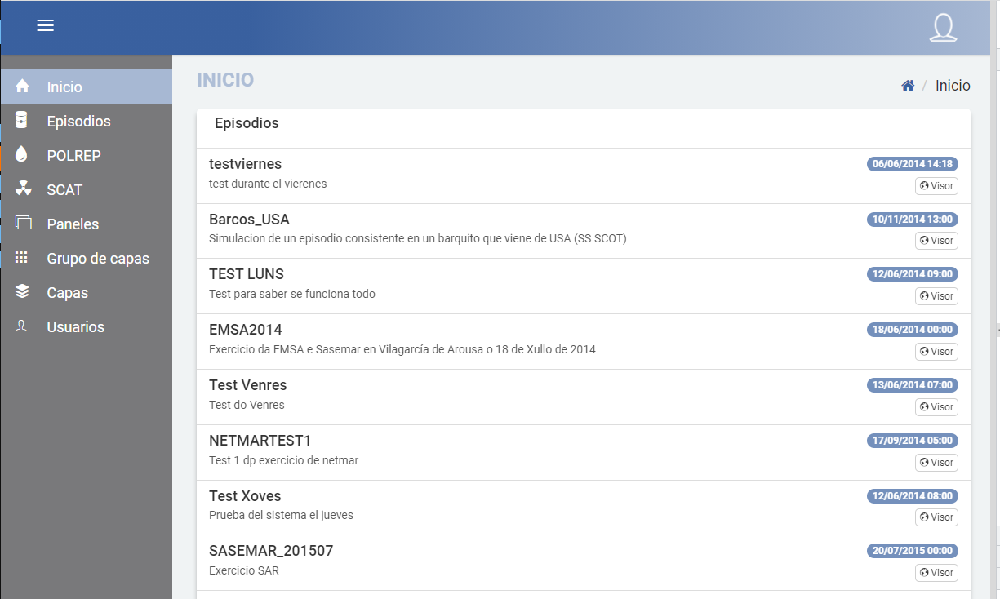 INICIO
Inicio
Inicio
Episodios
POLREP
SCAT
Paneles
Grupo de capas
Capas
Usuarios
Episodios
testviernes
06/06/2014 14:18
test durante el vierenes
Visor
Barcos_USA
10/11/2014 13:00
Simulacion de un episodio consistente en un barquito que viene de USA (SS SCOT)
Visor
TEST LUNS
12/06/2014 09:00
Test para saber se funciona todo
Visor
EMSA2014
18/06/2014 00:00
Exercicio da EMSA e Sasemar en Vilagarcía de Arousa o 18 de Xullo de 2014
Visor
Test Venres
13/06/2014 07:00
Test do Venres
Visor
NETMARTEST1
17/09/2014 05:00
Test 1 dp exercicio de netmar
Visor
Test Xoves
12/06/2014 08:00
Prueba del sistema el jueves
Visor
SASEMAR_201507
20/07/2015 00:00
Exercicio SAR
Visor